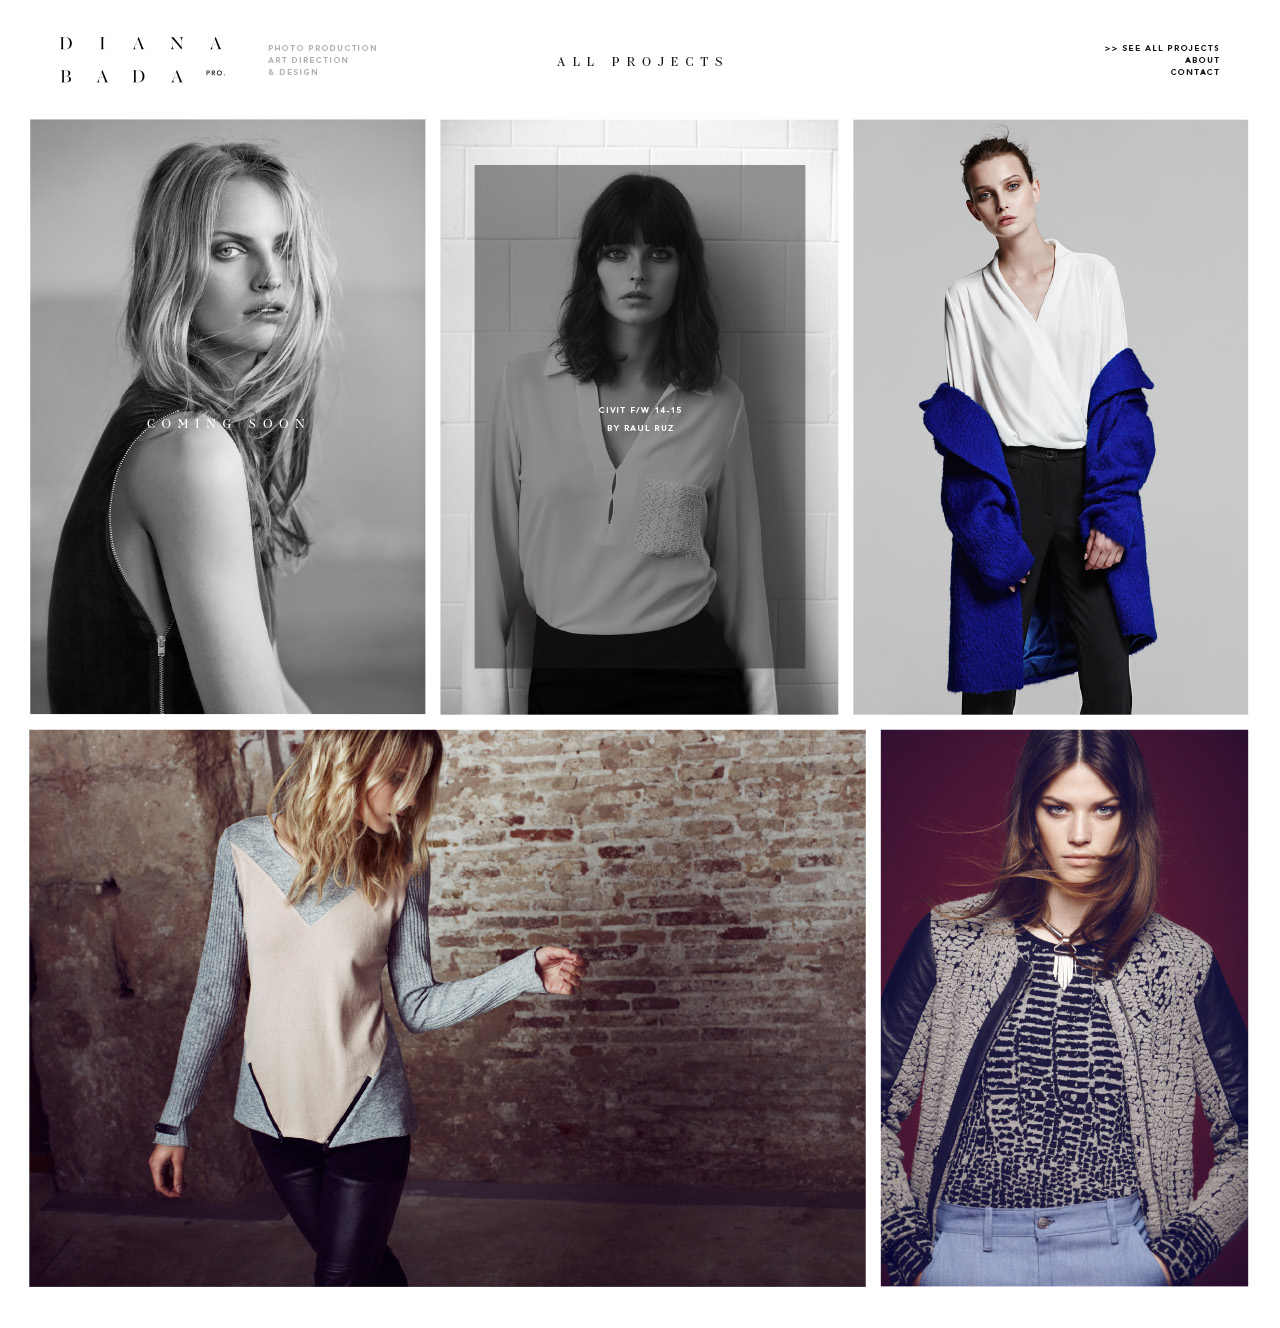 DIANA
BADA PRO.
PHOTO PRODUCTION
ART DIRECTION
& DESIGN
ALL PROJECTS
>> SEE ALL PROJECTS
ABOUT
CONTACT
COMING SOON
CIVIT F/W 14-15
BY RAUL RUZ